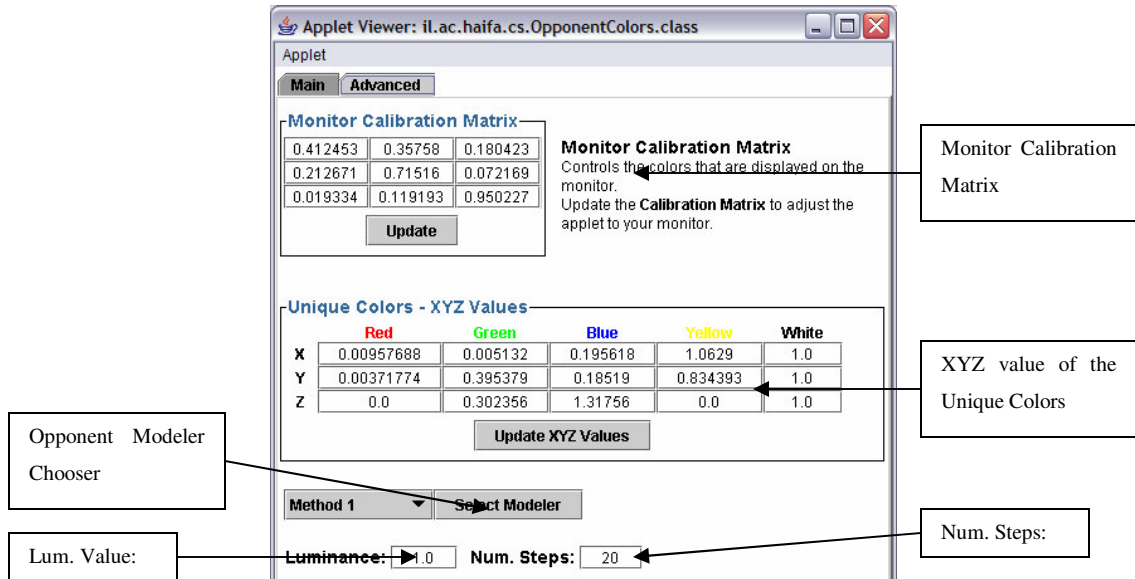 Applet Viewer: il.ac.haifa.cs.OpponentColors.class
Applet
Main Advanced
Monitor Calibration Matrix
0.412453 0.35758 0.180423
0.212671 0.71516 0.072169
0.019334 0.119193 0.950227
Update
Monitor Calibration Matrix
Controls the colors that are displayed on the
monitor.
Update the Calibration Matrix to adjust the
applet to your monitor.
Monitor Calibration
Matrix
Unique Colors - XYZ Values
Red Green Blue Yellow White
X 0.00957688 0.005132 0.195618 1.0629 1.0
Y 0.00371774 0.395379 0.18519 0.834393 1.0
Z 0.0 0.302356 1.31756 0.0 1.0
Update XYZ Values
XYZ value of the
Unique Colors
Opponent Modeler
Chooser
Method 1 Select Modeler
Lum. Value:
Luminance: 1.0 Num. Steps: 20
Num. Steps: